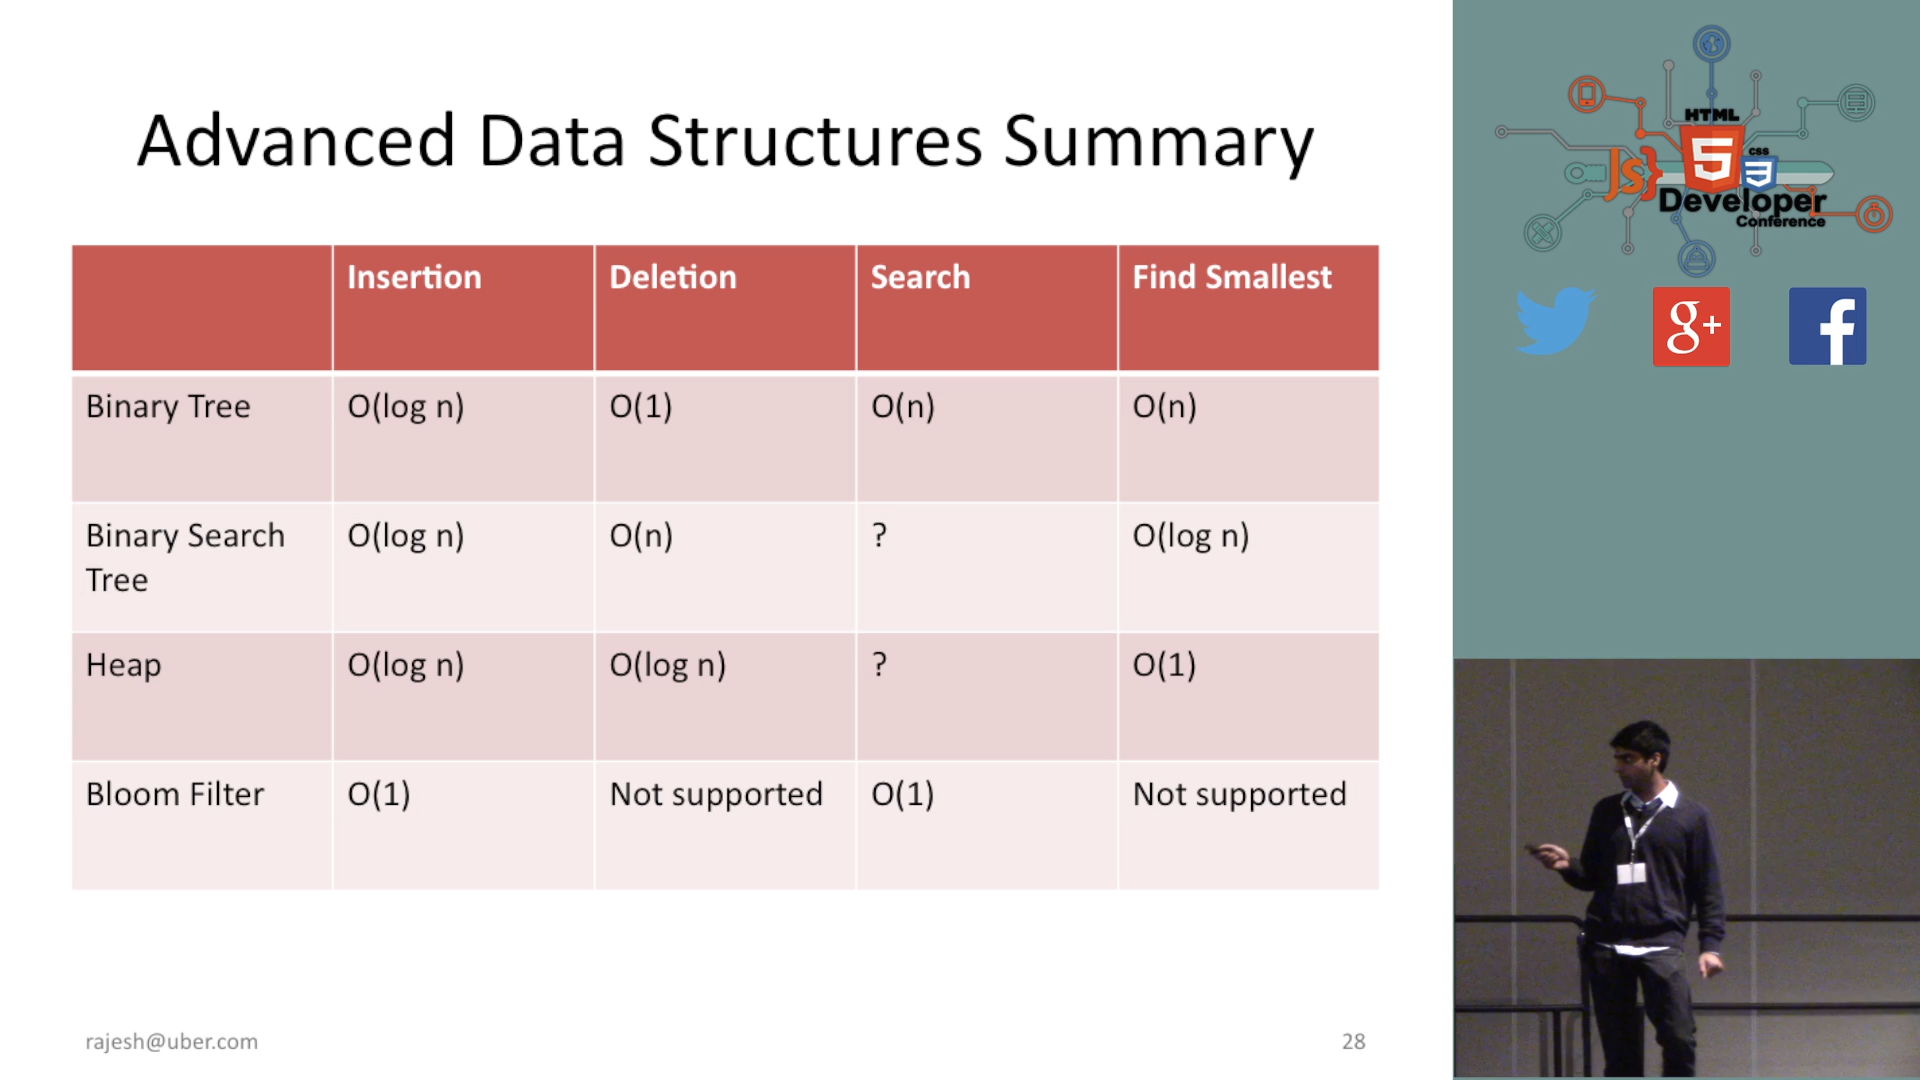 Advanced Data Structures Summary
Insertion Deletion Search Find Smallest
Binary Tree O(log n) O(1) O(n) O(n)
Binary Search Tree O(log n) O(n) ? O(log n)
Heap O(log n) O(log n) ? O(1)
Bloom Filter O(1) Not supported O(1) Not supported
rajesh@uber.com
28
HTML
5
JS}
CSS
3
Developer
Conference
g+
f